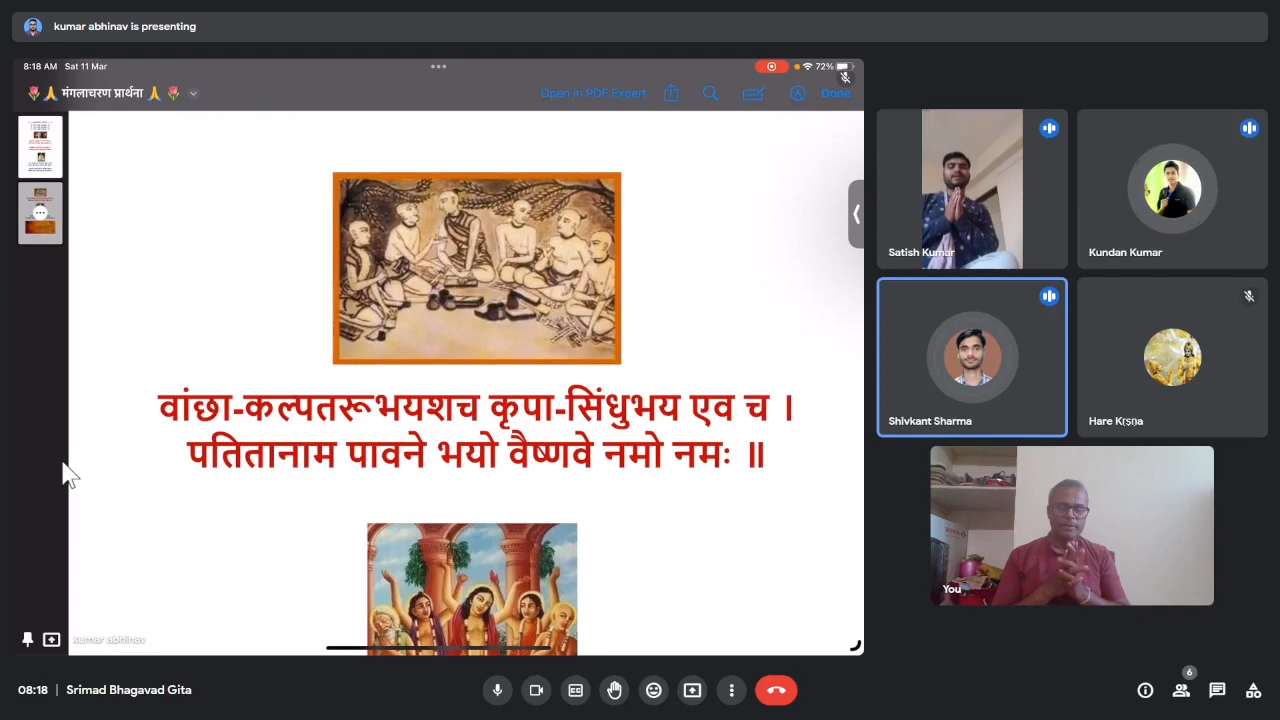 kumar abhinav is presenting
8:18 AM Sat 11 Mar
72%
🌷🙏 मंगलाचरण प्रार्थना 🙏🌷
Open in PDF Expert
Done
वांछा-कल्पतरूभयशच कृपा-सिंधुभय एव च ।
पतितानाम पावने भयो वैष्णवे नमो नमः ॥
kumar abhinav
Satish Kumar
Kundan Kumar
Shivkant Sharma
Hare Kṛṣṇa
You
08:18 | Srimad Bhagavad Gita
6